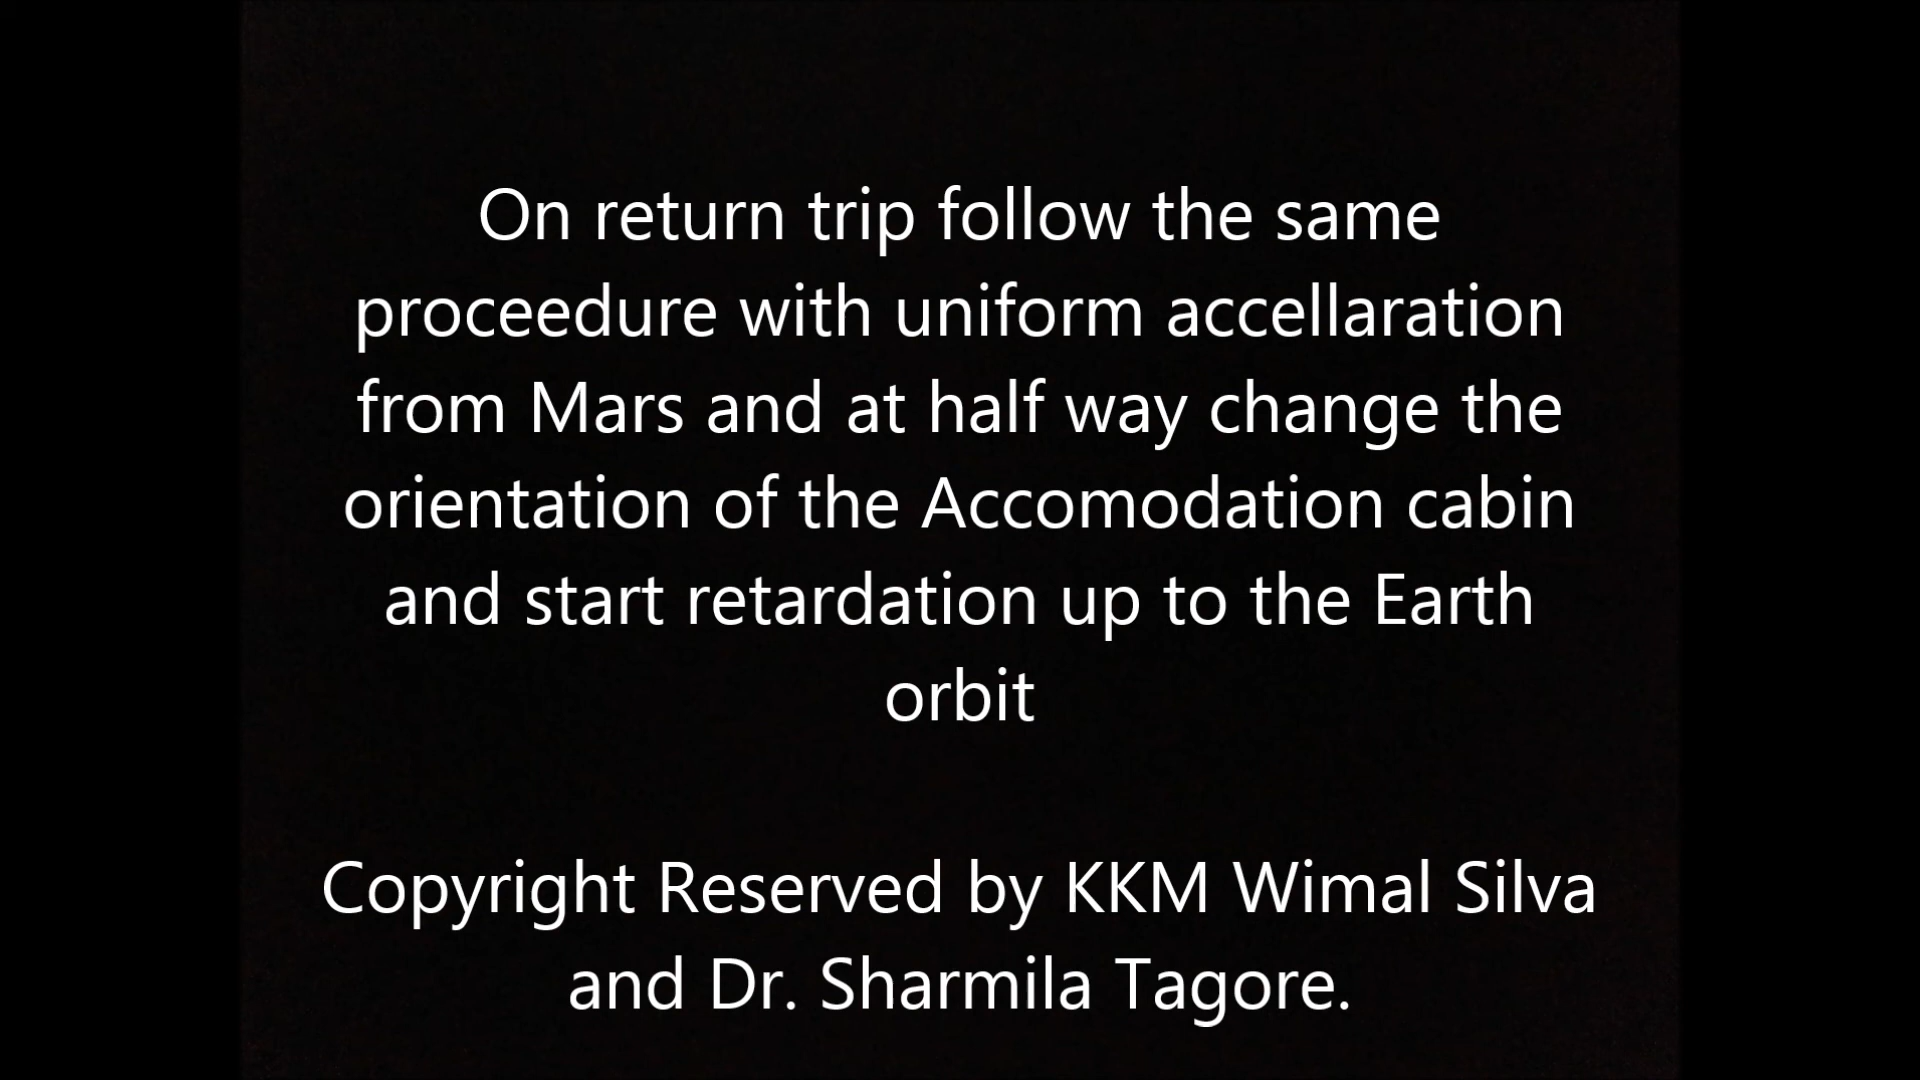 On return trip follow the same
proceedure with uniform accellaration
from Mars and at half way change the
orientation of the Accomodation cabin
and start retardation up to the Earth
orbit
Copyright Reserved by KKM Wimal Silva
and Dr. Sharmila Tagore.